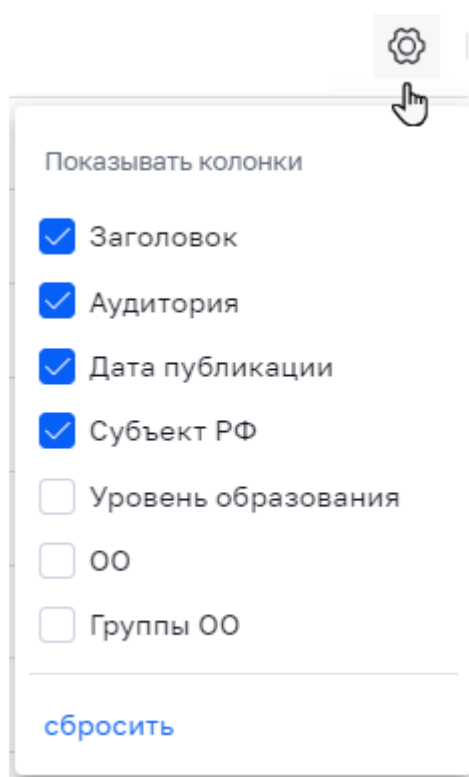 Показывать колонки
Заголовок
Аудитория
Дата публикации
Субъект РФ
Уровень образования
ОО
Группы ОО
сбросить